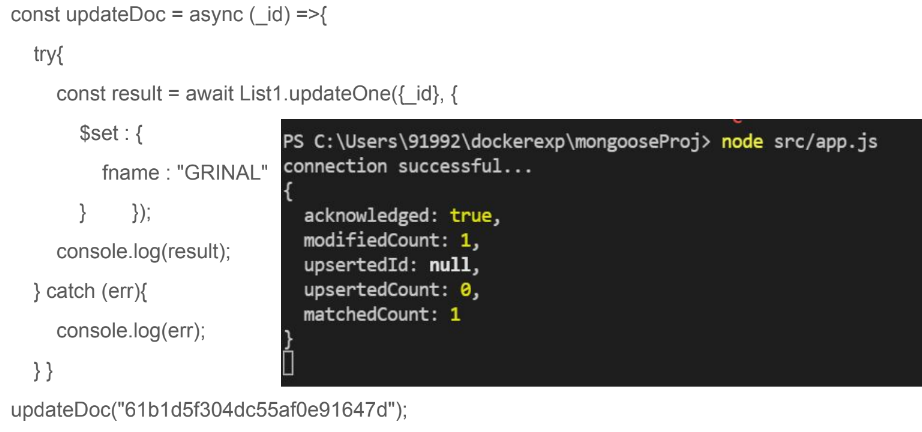 const updateDoc = async (_id) =>{
try{
const result = await List1.updateOne({_id}, {
$set : {
fname : "GRINAL"
} });
console.log(result);
} catch (err){
console.log(err);
} }
updateDoc("61b1d5f304dc55af0e91647d");
PS C:\Users\91992\dockerexp\mongooseProj> node src/app.js
connection successful...
{
acknowledged: true,
modifiedCount: 1,
upsertedId: null,
upsertedCount: 0,
matchedCount: 1
}